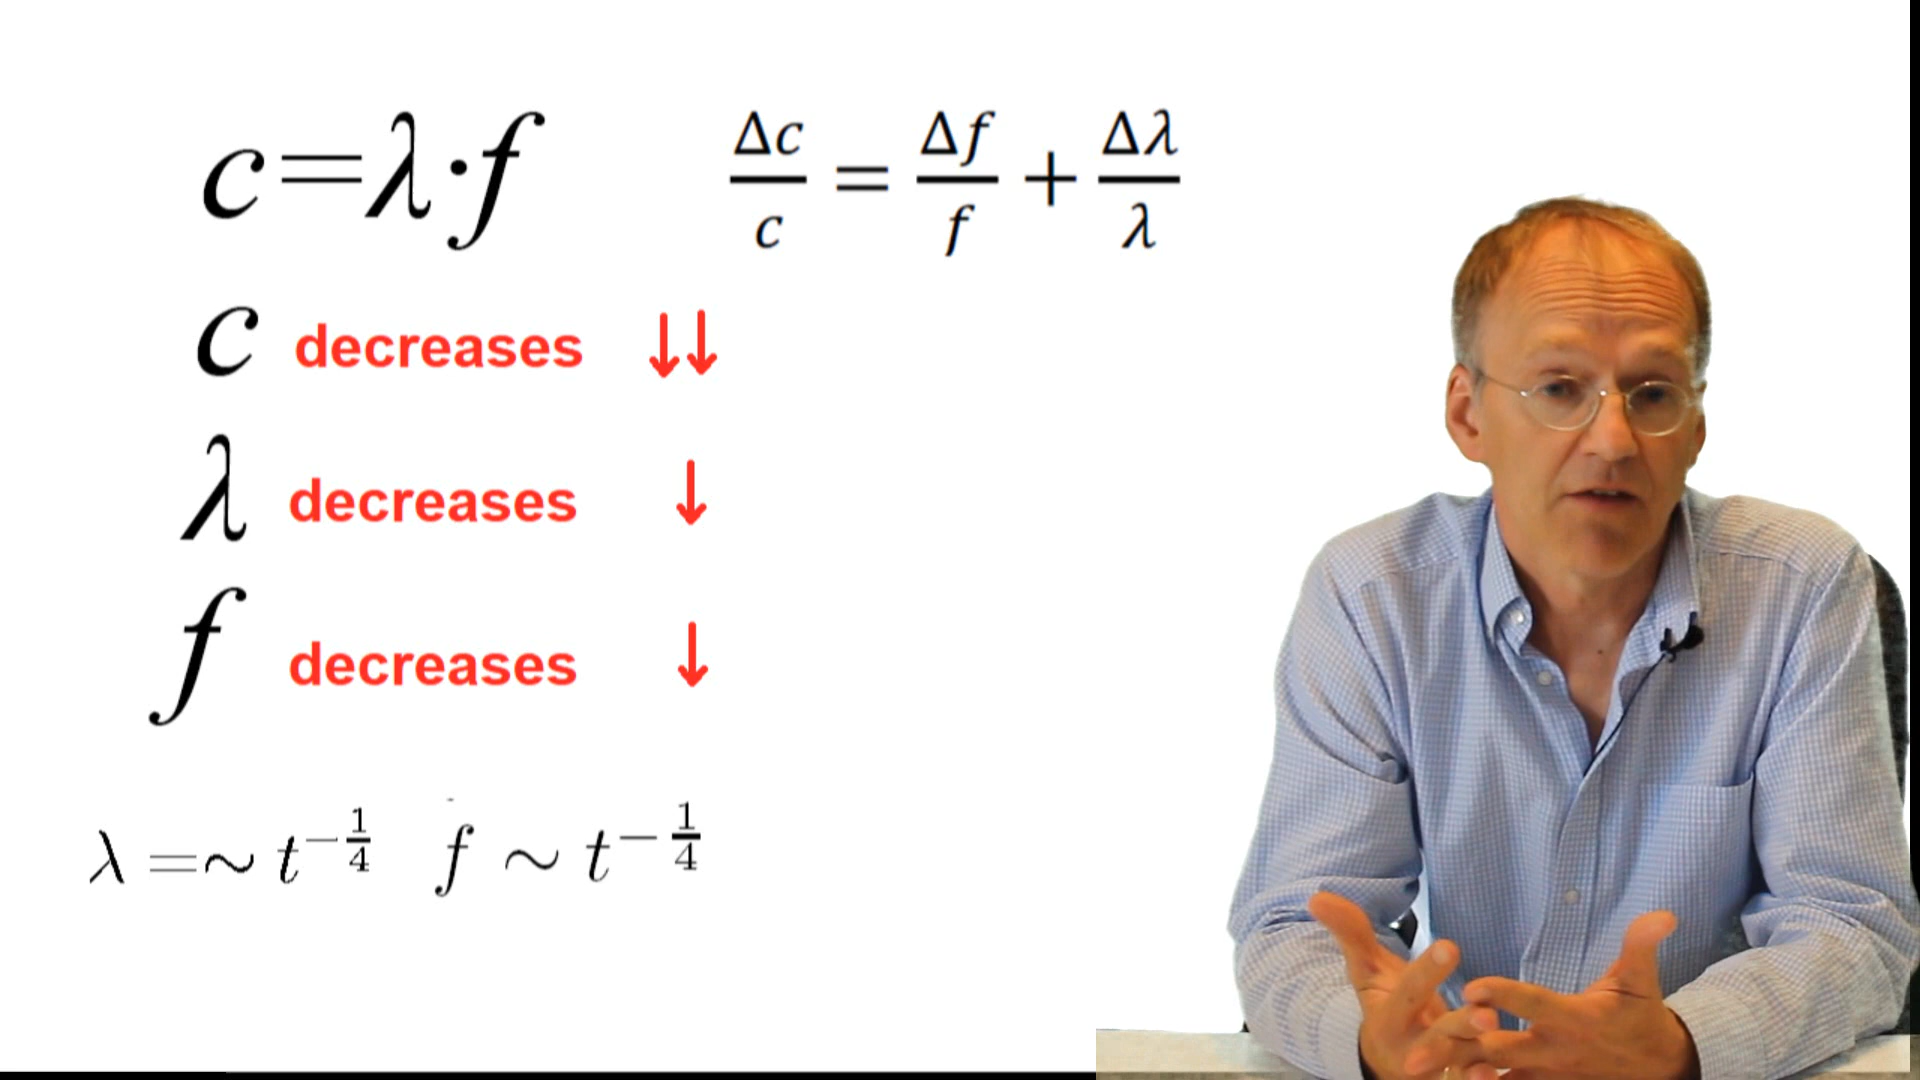 c=λ·f
Δc/c = Δf/f + Δλ/λ
c decreases ↓↓
λ decreases ↓
f decreases ↓
λ =∼ t^{-1/4} f ∼ t^{-1/4}